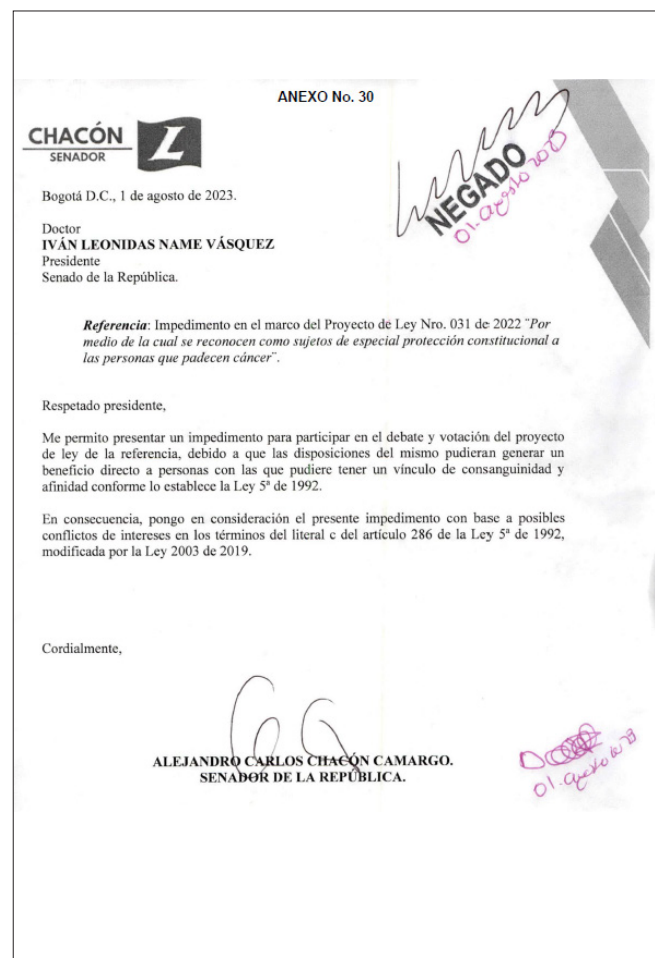 ANEXO No. 30
CHACÓN
SENADOR
L
NEGADO
01-agosto 2023
Bogotá D.C., 1 de agosto de 2023.
Doctor
IVÁN LEONIDAS NAME VÁSQUEZ
Presidente
Senado de la República.
Referencia: Impedimento en el marco del Proyecto de Ley Nro. 031 de 2022 ¨Por
medio de la cual se reconocen como sujetos de especial protección constitucional a
las personas que padecen cáncer¨.
Respetado presidente,
Me permito presentar un impedimento para participar en el debate y votación del proyecto
de ley de la referencia, debido a que las disposiciones del mismo pudieran generar un
beneficio directo a personas con las que pudiere tener un vínculo de consanguinidad y
afinidad conforme lo establece la Ley 5ª de 1992.
En consecuencia, pongo en consideración el presente impedimento con base a posibles
conflictos de intereses en los términos del literal c del artículo 286 de la Ley 5ª de 1992,
modificada por la Ley 2003 de 2019.
Cordialmente,
ALEJANDRO CARLOS CHACÓN CAMARGO.
SENADOR DE LA REPÚBLICA.
01-agosto